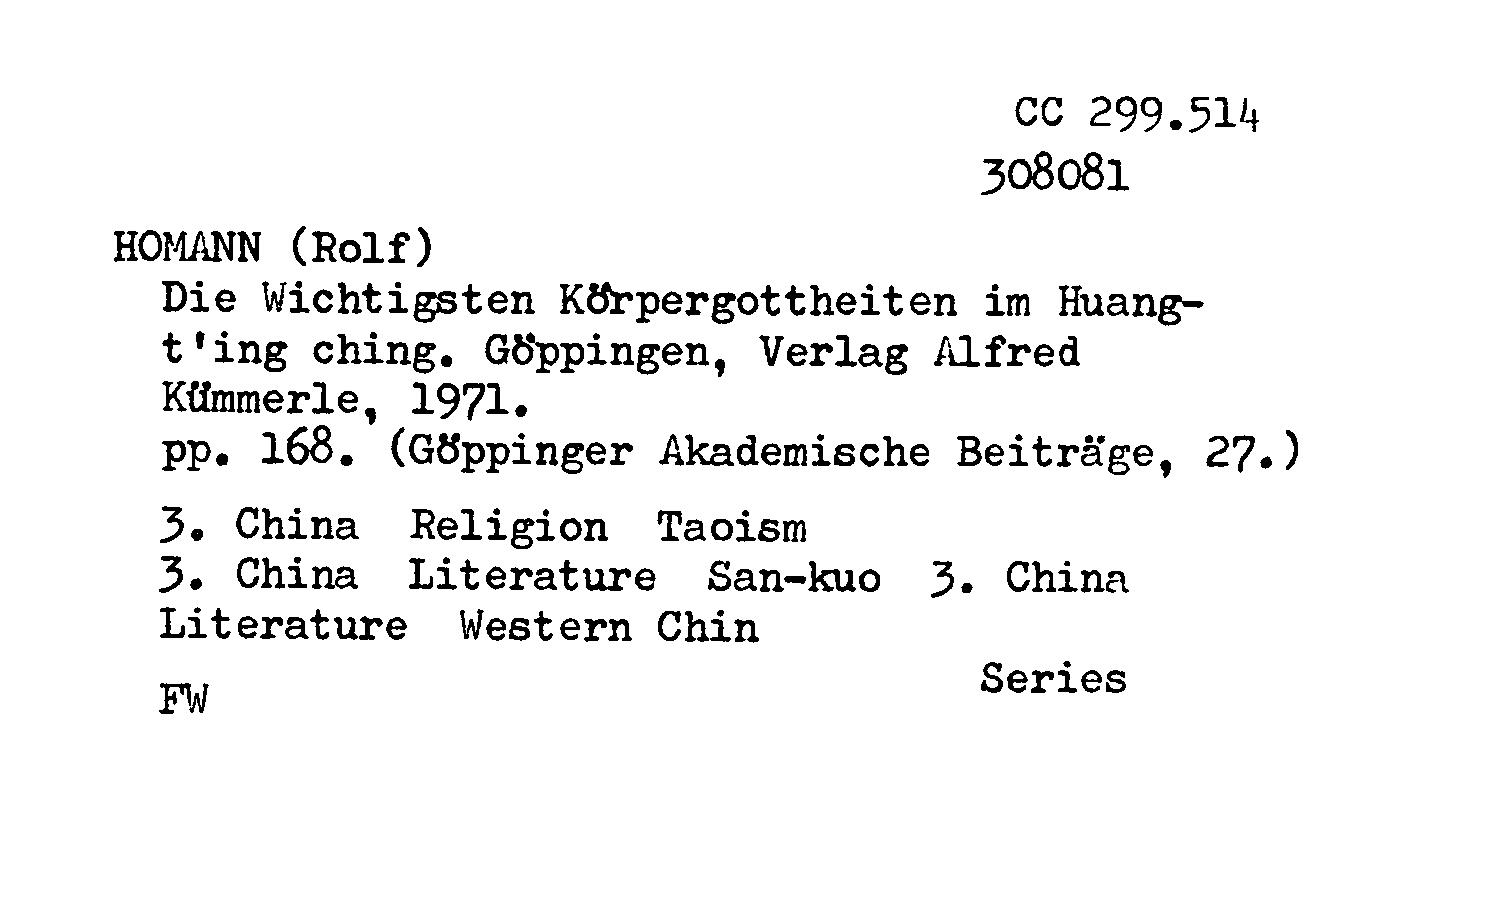 CC 299.514
308081
HOMANN (Rolf)
Die Wichtigsten Körpergottheiten im Huang-
t'ing ching. Göppingen, Verlag Alfred
Kümmerle, 1971.
pp. 168. (Göppinger Akademische Beiträge, 27.)
3. China Religion Taoism
3. China Literature San-kuo 3. China
Literature Western Chin
Series
FW